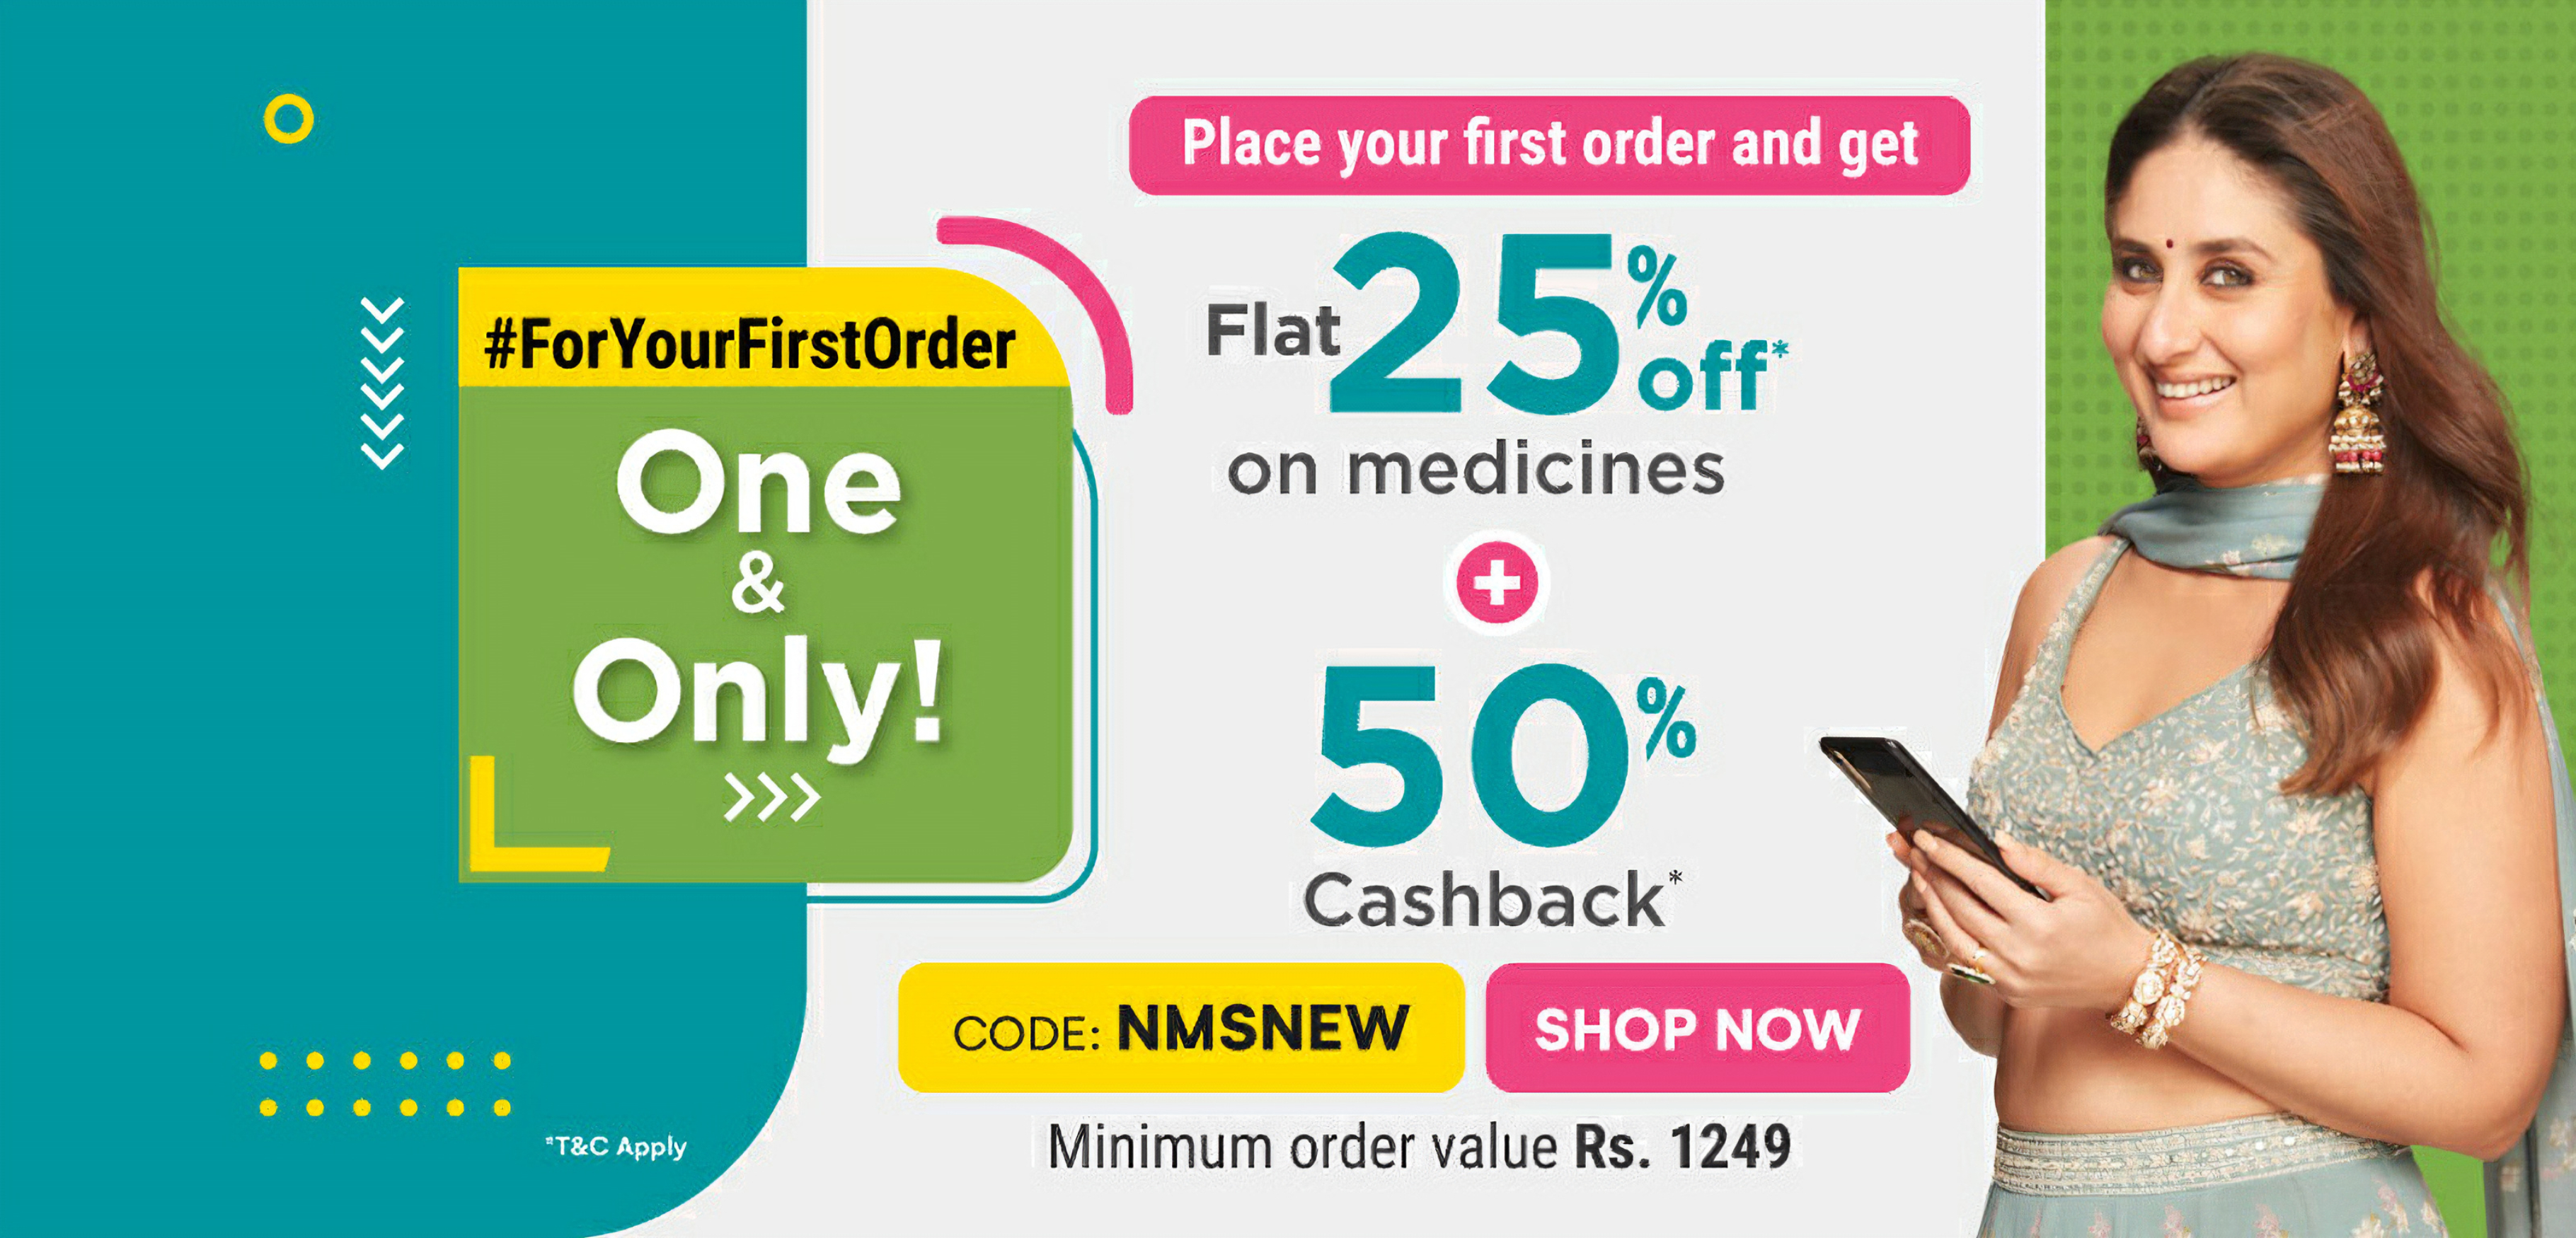 #ForYourFirstOrder
One
&
Only!
*T&C Apply
Place your first order and get
Flat 25% off*
on medicines
+
50%
Cashback*
CODE: NMSNEW
SHOP NOW
Minimum order value Rs. 1249